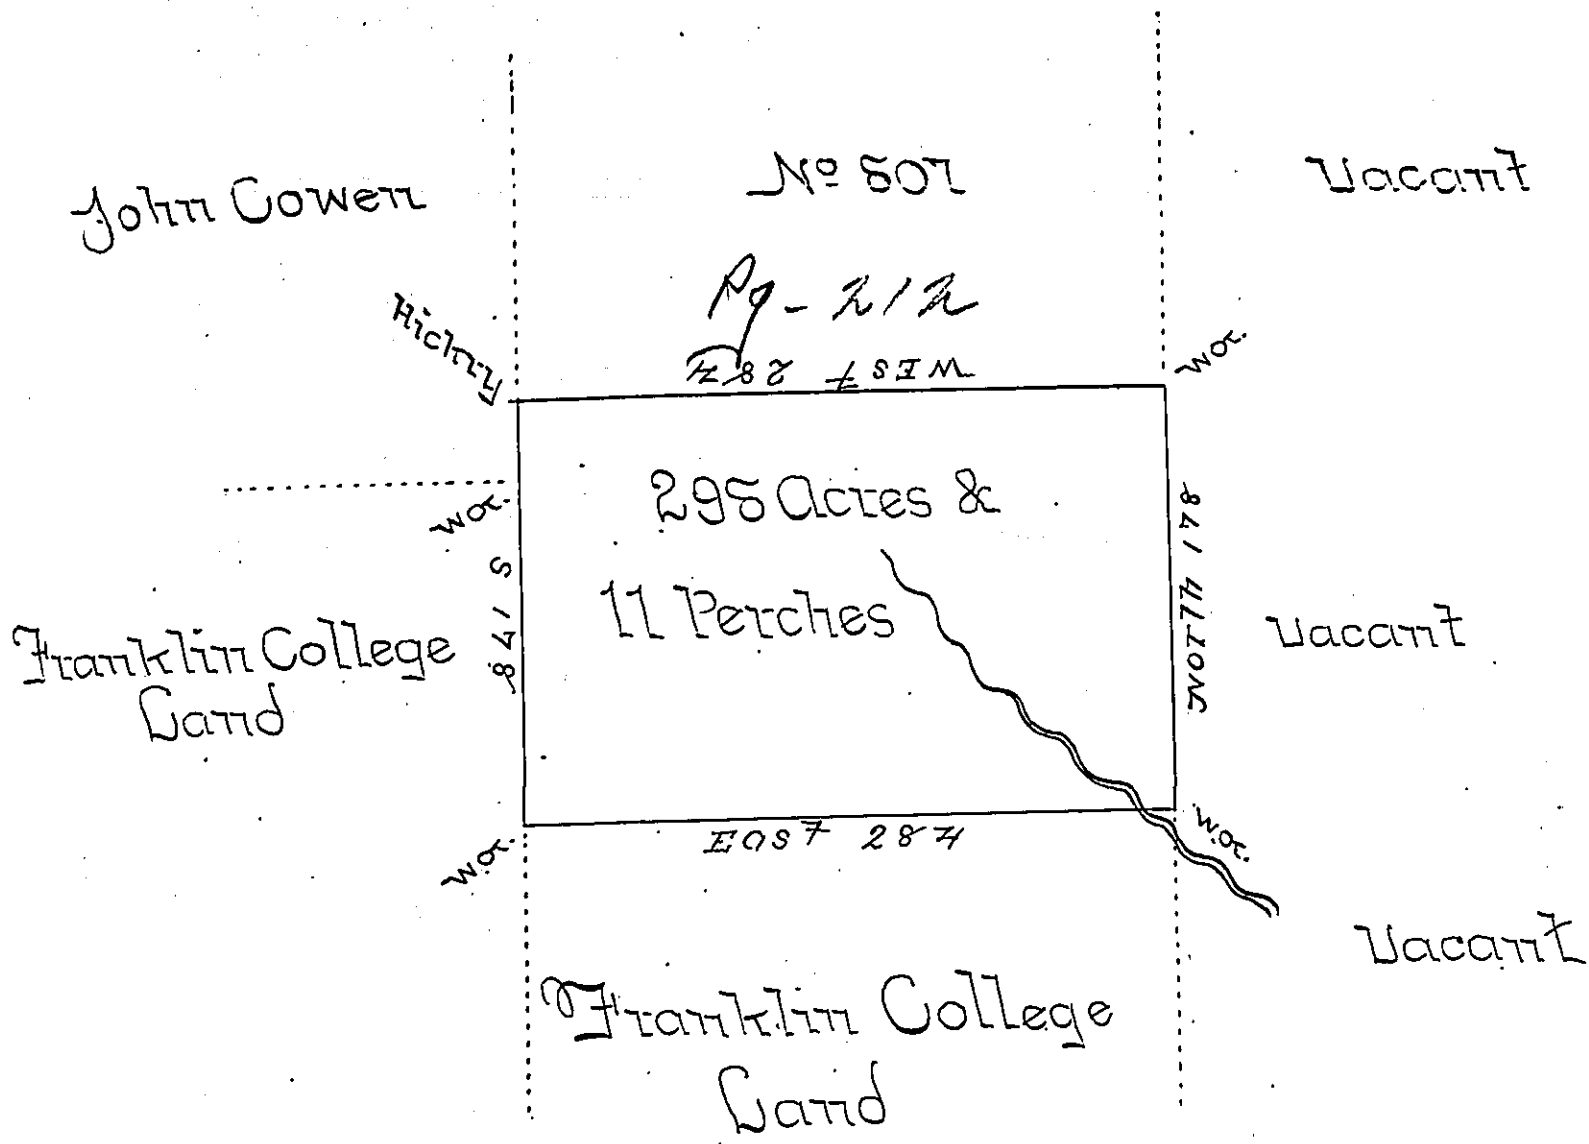 John Cowen
No 807
Vacant
Pg - 212
Hickry
WEST 284
W.O.
298 Acres &
W.O.
S 178
North 178
11 Perches
Franklin College
Land
Vacant
W.O.
EAST 284
W.O.
Vacant
Franklin College
Land